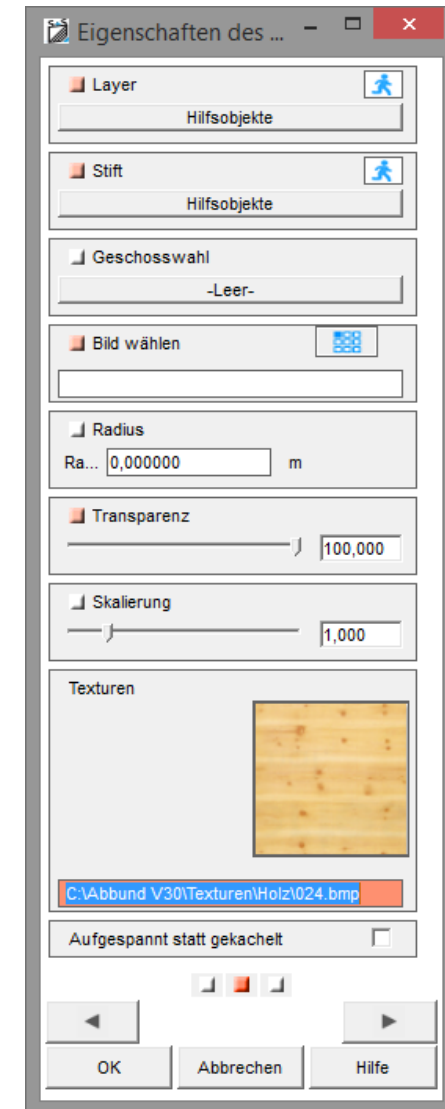 Eigenschaften des ...
Layer
Hilfsobjekte
Stift
Hilfsobjekte
Geschosswahl
-Leer-
Bild wählen
Radius
Ra... 0,000000 m
Transparenz
100,000
Skalierung
1,000
Texturen
C:\Abbund V30\Texturen\Holz\024.bmp
Aufgespannt statt gekachelt
OK Abbrechen Hilfe